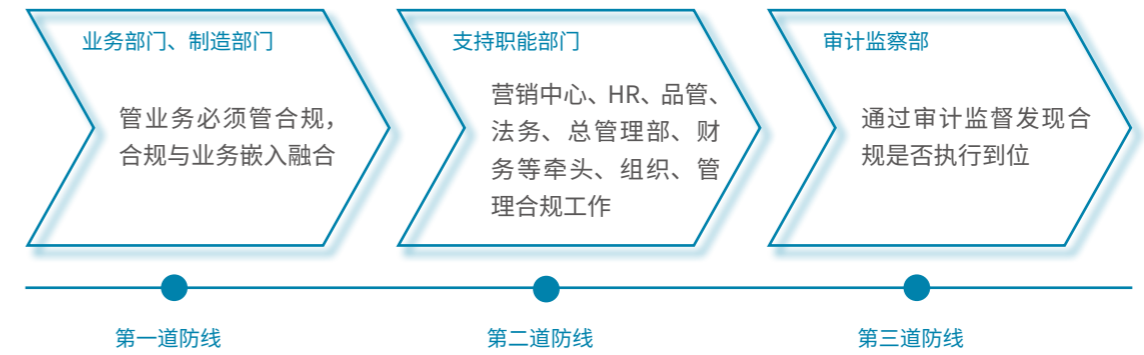 业务部门、制造部门
管业务必须管合规，
合规与业务嵌入融合
支持职能部门
营销中心、HR、品管、
法务、总管理部、财
务等牵头、组织、管
理合规工作
审计监察部
通过审计监督发现合
规是否执行到位
第一道防线
第二道防线
第三道防线